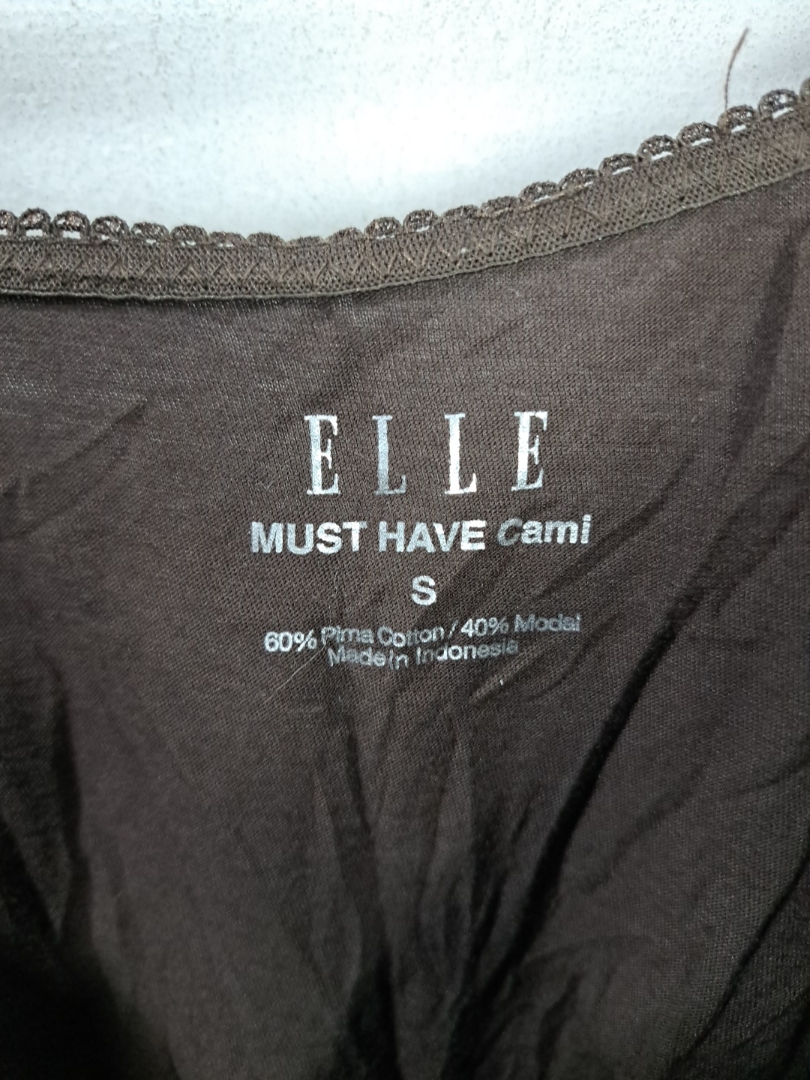 ELLE
MUST HAVE Cami
S
60% Pima Cotton / 40% Modal
Made in Indonesia